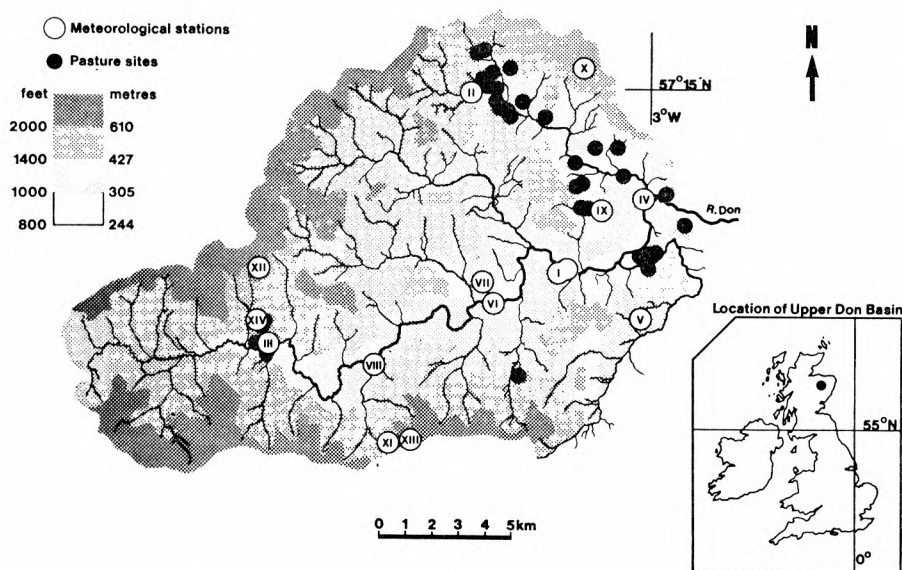 Meteorological stations
Pasture sites
feet metres
2000 610
1400 427
1000 305
800 244
N
57°15′N
3°W
X
II
IV
R. Don
IX
I
XII
VII
VI
XIV
V
IH
VIII
XI XIII
0 1 2 3 4 5km
Location of Upper Don Basin
55°N
0°